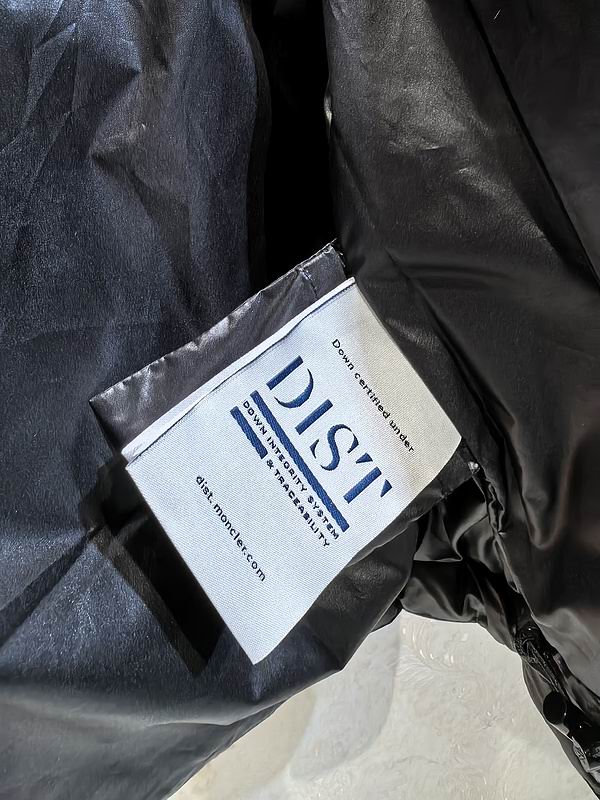 Down certified under
DIST
DOWN INTEGRITY SYSTEM
& TRACEABILITY
dist.moncler.com